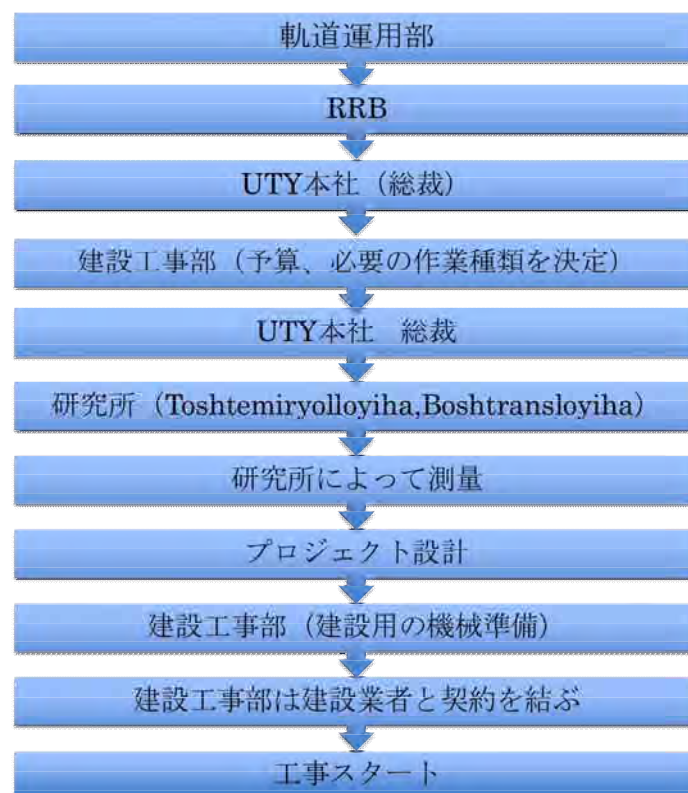 軌道運用部
RRB
UTY本社（総裁）
建設工事部（予算、必要の作業種類を決定）
UTY本社　総裁
研究所（Toshtemiryolloyiha,Boshtransloyiha）
研究所によって測量
プロジェクト設計
建設工事部（建設用の機械準備）
建設工事部は建設業者と契約を結ぶ
工事スタート